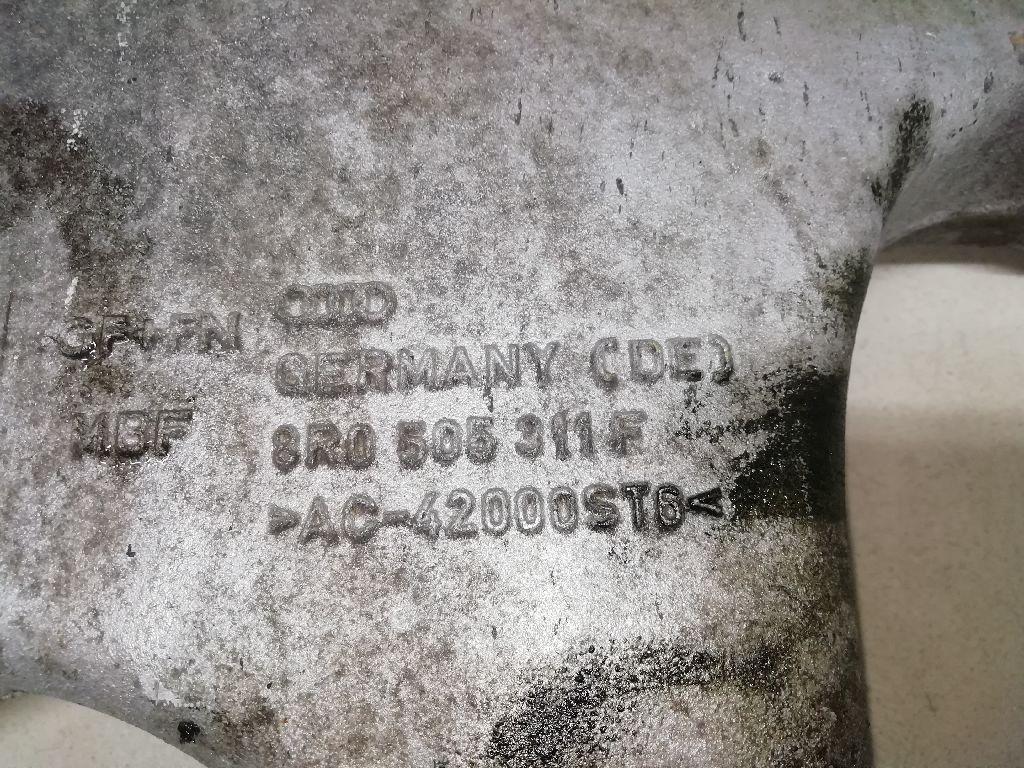 GERMANY (DE)
MBF
8R0 505 311 F
>AC-42000ST6<